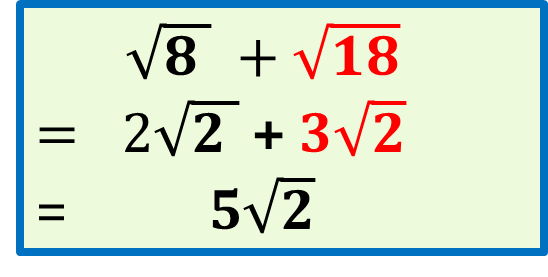 √8 + √18
= 2√2 + 3√2
= 5√2